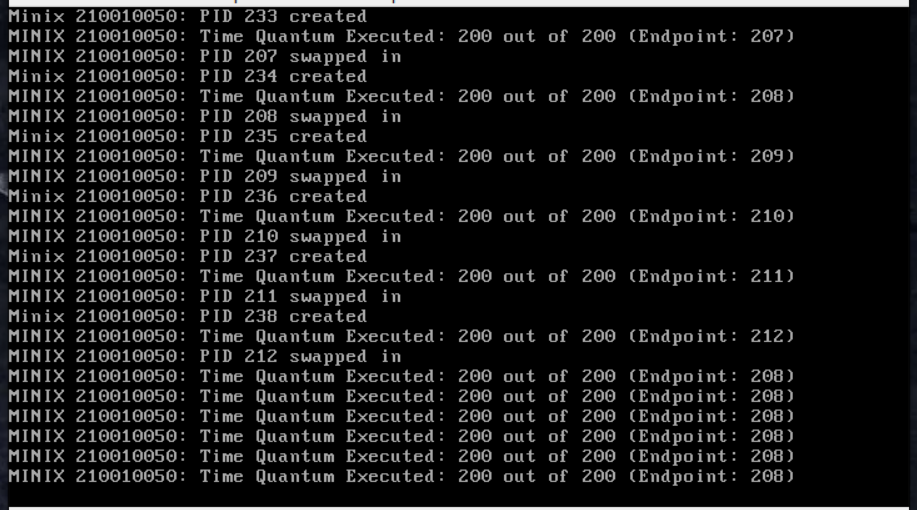 Minix 210010050: PID 233 created
MINIX 210010050: Time Quantum Executed: 200 out of 200 (Endpoint: 207)
MINIX 210010050: PID 207 swapped in
Minix 210010050: PID 234 created
MINIX 210010050: Time Quantum Executed: 200 out of 200 (Endpoint: 208)
MINIX 210010050: PID 208 swapped in
Minix 210010050: PID 235 created
MINIX 210010050: Time Quantum Executed: 200 out of 200 (Endpoint: 209)
MINIX 210010050: PID 209 swapped in
Minix 210010050: PID 236 created
MINIX 210010050: Time Quantum Executed: 200 out of 200 (Endpoint: 210)
MINIX 210010050: PID 210 swapped in
Minix 210010050: PID 237 created
MINIX 210010050: Time Quantum Executed: 200 out of 200 (Endpoint: 211)
MINIX 210010050: PID 211 swapped in
Minix 210010050: PID 238 created
MINIX 210010050: Time Quantum Executed: 200 out of 200 (Endpoint: 212)
MINIX 210010050: PID 212 swapped in
MINIX 210010050: Time Quantum Executed: 200 out of 200 (Endpoint: 208)
MINIX 210010050: Time Quantum Executed: 200 out of 200 (Endpoint: 208)
MINIX 210010050: Time Quantum Executed: 200 out of 200 (Endpoint: 208)
MINIX 210010050: Time Quantum Executed: 200 out of 200 (Endpoint: 208)
MINIX 210010050: Time Quantum Executed: 200 out of 200 (Endpoint: 208)
MINIX 210010050: Time Quantum Executed: 200 out of 200 (Endpoint: 208)